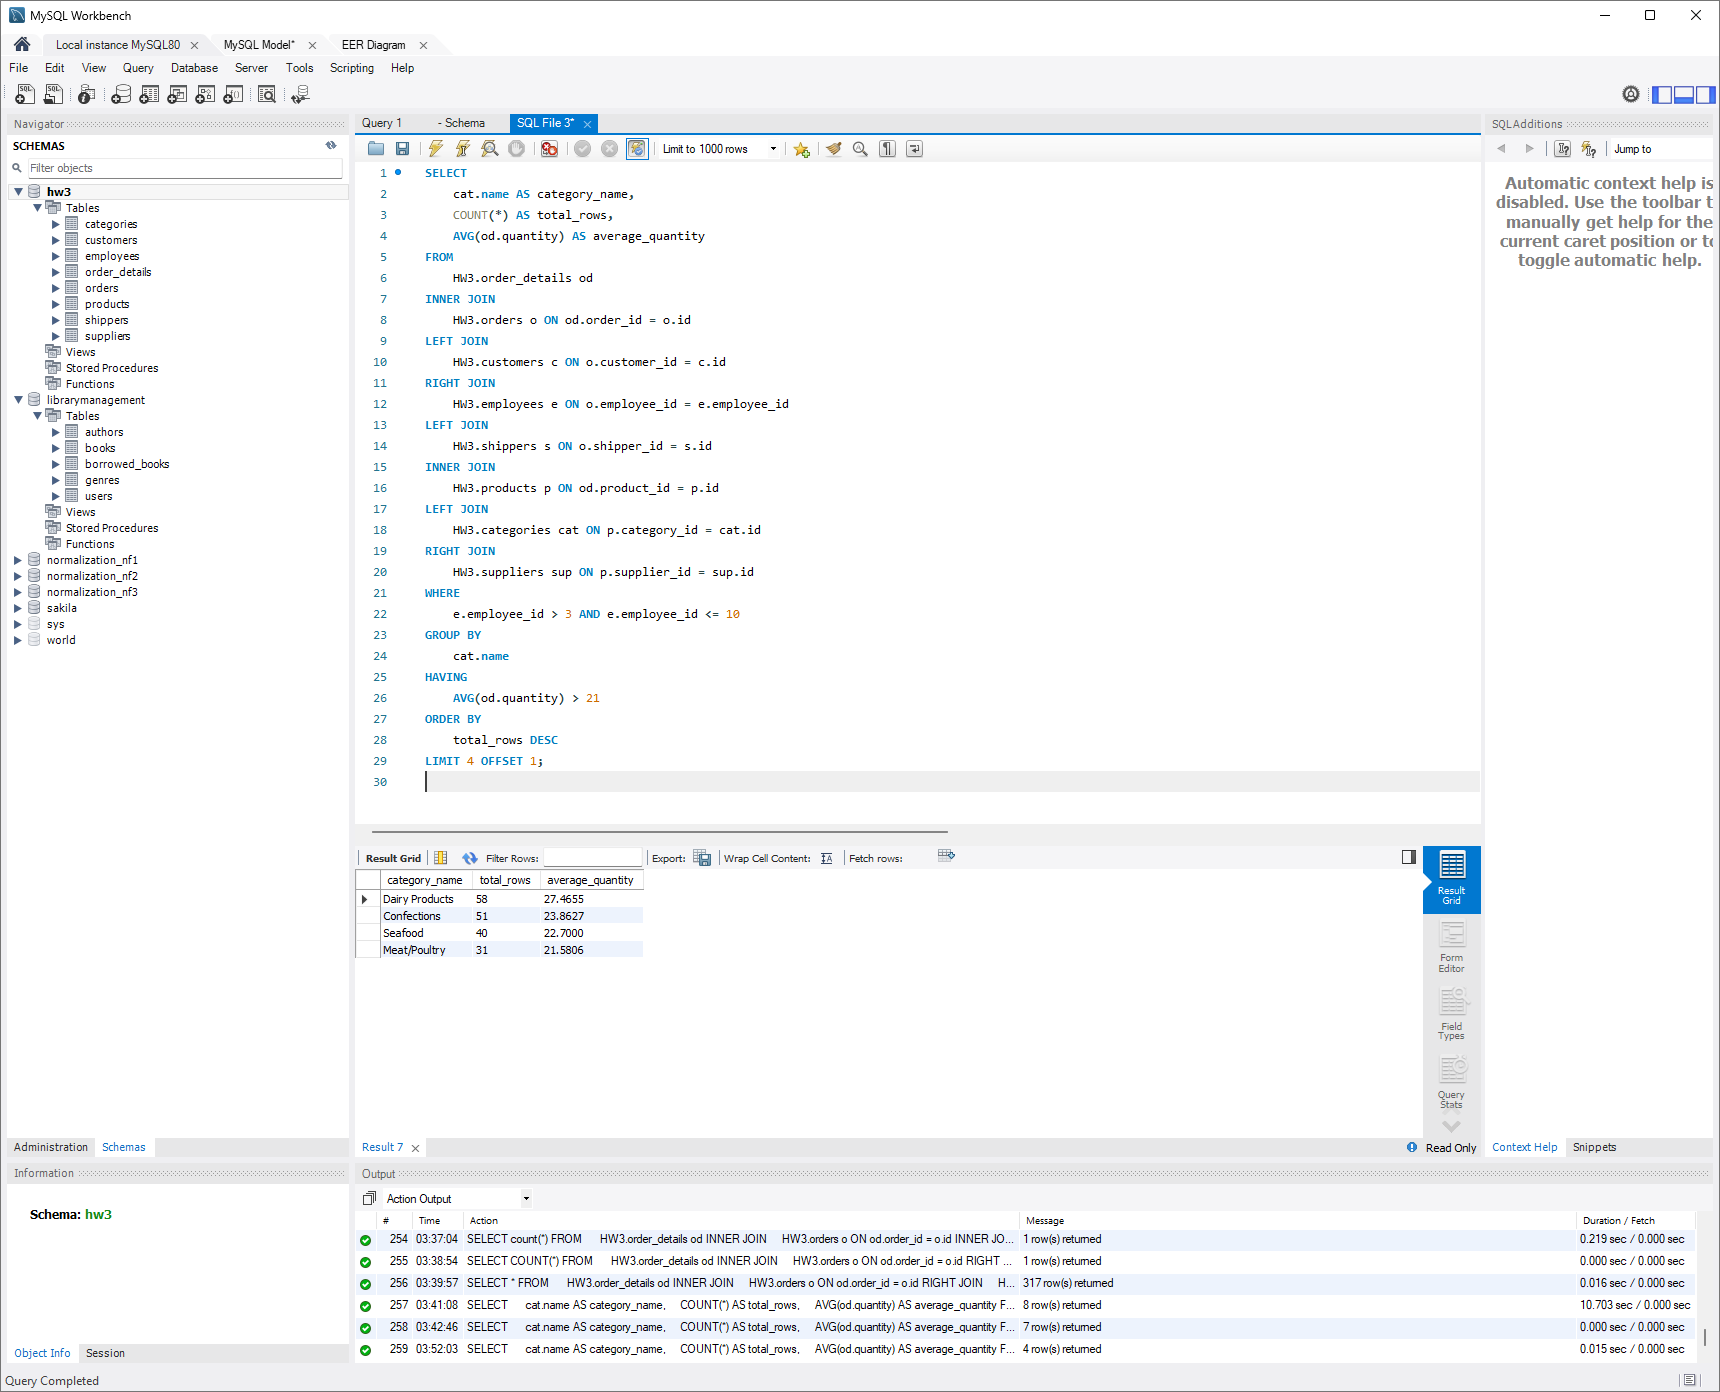 MySQL Workbench
Local instance MySQL80
MySQL Model*
EER Diagram
File Edit View Query Database Server Tools Scripting Help
Navigator
SCHEMAS
Filter objects
hw3
Tables
categories
customers
employees
order_details
orders
products
shippers
suppliers
Views
Stored Procedures
Functions
librarymanagement
Tables
authors
books
borrowed_books
genres
users
Views
Stored Procedures
Functions
normalization_nf1
normalization_nf2
normalization_nf3
sakila
sys
world
Administration Schemas
Information
Schema: hw3
Object Info Session
Query Completed
Query 1 - Schema SQL File 3*
Limit to 1000 rows
1 SELECT
2 cat.name AS category_name,
3 COUNT(*) AS total_rows,
4 AVG(od.quantity) AS average_quantity
5 FROM
6 HW3.order_details od
7 INNER JOIN
8 HW3.orders o ON od.order_id = o.id
9 LEFT JOIN
10 HW3.customers c ON o.customer_id = c.id
11 RIGHT JOIN
12 HW3.employees e ON o.employee_id = e.employee_id
13 LEFT JOIN
14 HW3.shippers s ON o.shipper_id = s.id
15 INNER JOIN
16 HW3.products p ON od.product_id = p.id
17 LEFT JOIN
18 HW3.categories cat ON p.category_id = cat.id
19 RIGHT JOIN
20 HW3.suppliers sup ON p.supplier_id = sup.id
21 WHERE
22 e.employee_id > 3 AND e.employee_id <= 10
23 GROUP BY
24 cat.name
25 HAVING
26 AVG(od.quantity) > 21
27 ORDER BY
28 total_rows DESC
29 LIMIT 4 OFFSET 1;
30
Result Grid Filter Rows: Export: Wrap Cell Content: Fetch rows:
category_name total_rows average_quantity
Dairy Products 58 27.4655
Confections 51 23.8627
Seafood 40 22.7000
Meat/Poultry 31 21.5806
Result
Grid
Form
Editor
Field
Types
Query
Stats
Result 7
Read Only
SQLAdditions
Jump to
Automatic context help is
disabled. Use the toolbar t
manually get help for the
current caret position or to
toggle automatic help.
Context Help Snippets
Output
Action Output
# Time Action Message Duration / Fetch
254 03:37:04 SELECT count(*) FROM HW3.order_details od INNER JOIN HW3.orders o ON od.order_id = o.id INNER JO... 1 row(s) returned 0.219 sec / 0.000 sec
255 03:38:54 SELECT COUNT(*) FROM HW3.order_details od INNER JOIN HW3.orders o ON od.order_id = o.id RIGHT ... 1 row(s) returned 0.000 sec / 0.000 sec
256 03:39:57 SELECT * FROM HW3.order_details od INNER JOIN HW3.orders o ON od.order_id = o.id RIGHT JOIN H... 317 row(s) returned 0.016 sec / 0.000 sec
257 03:41:08 SELECT cat.name AS category_name, COUNT(*) AS total_rows, AVG(od.quantity) AS average_quantity F... 8 row(s) returned 10.703 sec / 0.000 sec
258 03:42:46 SELECT cat.name AS category_name, COUNT(*) AS total_rows, AVG(od.quantity) AS average_quantity F... 7 row(s) returned 0.000 sec / 0.000 sec
259 03:52:03 SELECT cat.name AS category_name, COUNT(*) AS total_rows, AVG(od.quantity) AS average_quantity F... 4 row(s) returned 0.015 sec / 0.000 sec